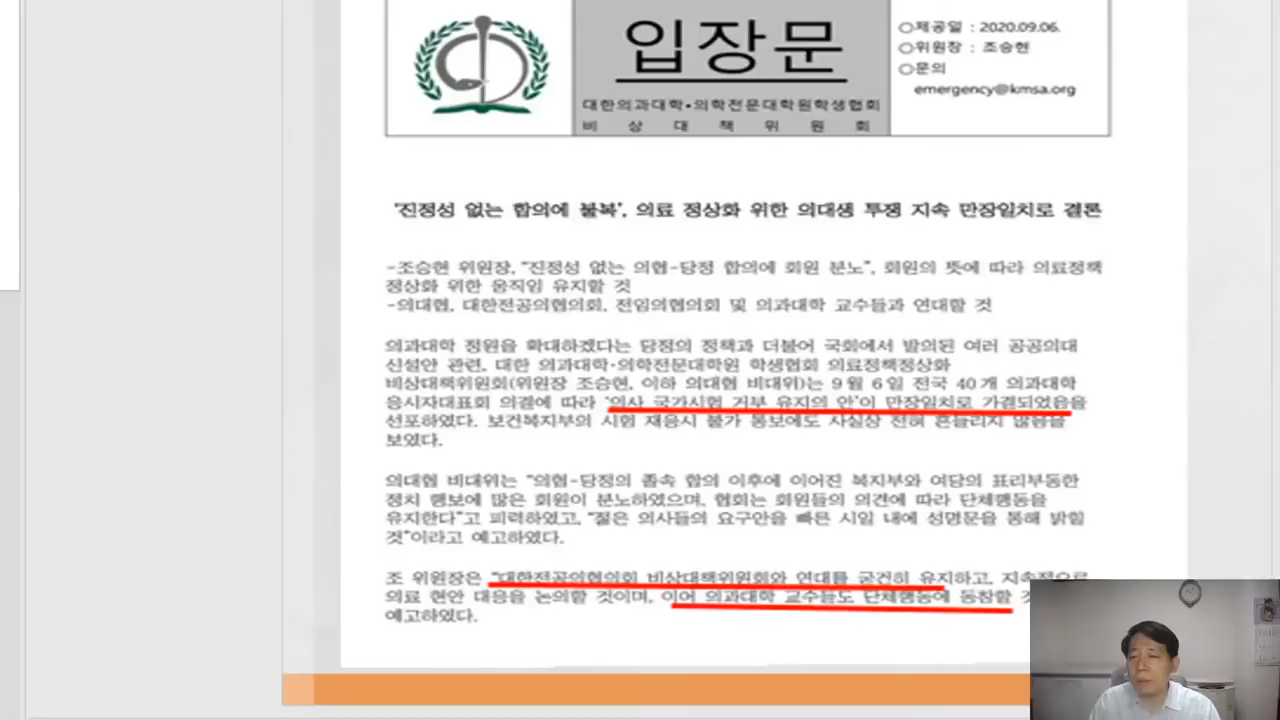 입장문
대한의과대학•의학전문대학원학생협회
비 상 대 책 위 원 회
○제공일 : 2020.09.06.
○위원장 : 조승현
○문의
emergency@kmsa.org
'진정성 없는 합의에 불복', 의료 정상화 위한 의대생 투쟁 지속 만장일치로 결론
-조승현 위원장, "진정성 없는 의협-당정 합의에 회원 분노", 회원의 뜻에 따라 의료정책
정상화 위한 움직임 유지할 것
-의대협, 대한전공의협의회, 전임의협의회 및 의과대학 교수들과 연대할 것
의과대학 정원을 확대하겠다는 당정의 정책과 더불어 국회에서 발의된 여러 공공의대
신설안 관련, 대한 의과대학·의학전문대학원 학생협회 의료정책정상화
비상대책위원회(위원장 조승현, 이하 의대협 비대위)는 9월 6일 전국 40개 의과대학
응시자대표회 의결에 따라 '의사 국가시험 거부 유지의 안'이 만장일치로 가결되었음을
선포하였다. 보건복지부의 시험 재응시 불가 통보에도 사실상 전혀 흔들리지 않음을
보였다.
의대협 비대위는 "의협-당정의 졸속 합의 이후에 이어진 복지부와 여당의 표리부동한
정치 행보에 많은 회원이 분노하였으며, 협회는 회원들의 의견에 따라 단체행동을
유지한다"고 피력하였고, "젊은 의사들의 요구안을 빠른 시일 내에 성명문을 통해 밝힐
것"이라고 예고하였다.
조 위원장은 "대한전공의협의회 비상대책위원회와 연대를 굳건히 유지하고, 지속적으로
의료 현안 대응을 논의할 것이며, 이어 의과대학 교수들도 단체행동에 동참할
예고하였다.